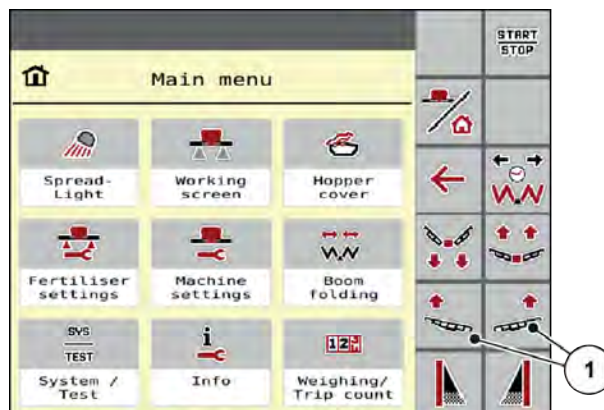 START
STOP
Main menu
Spread-
Light
Working
screen
Hopper
cover
Fertiliser
settings
Machine
settings
Boom
folding
SYS
TEST
System /
Test
i
Info
123
Weighing/
Trip count
1